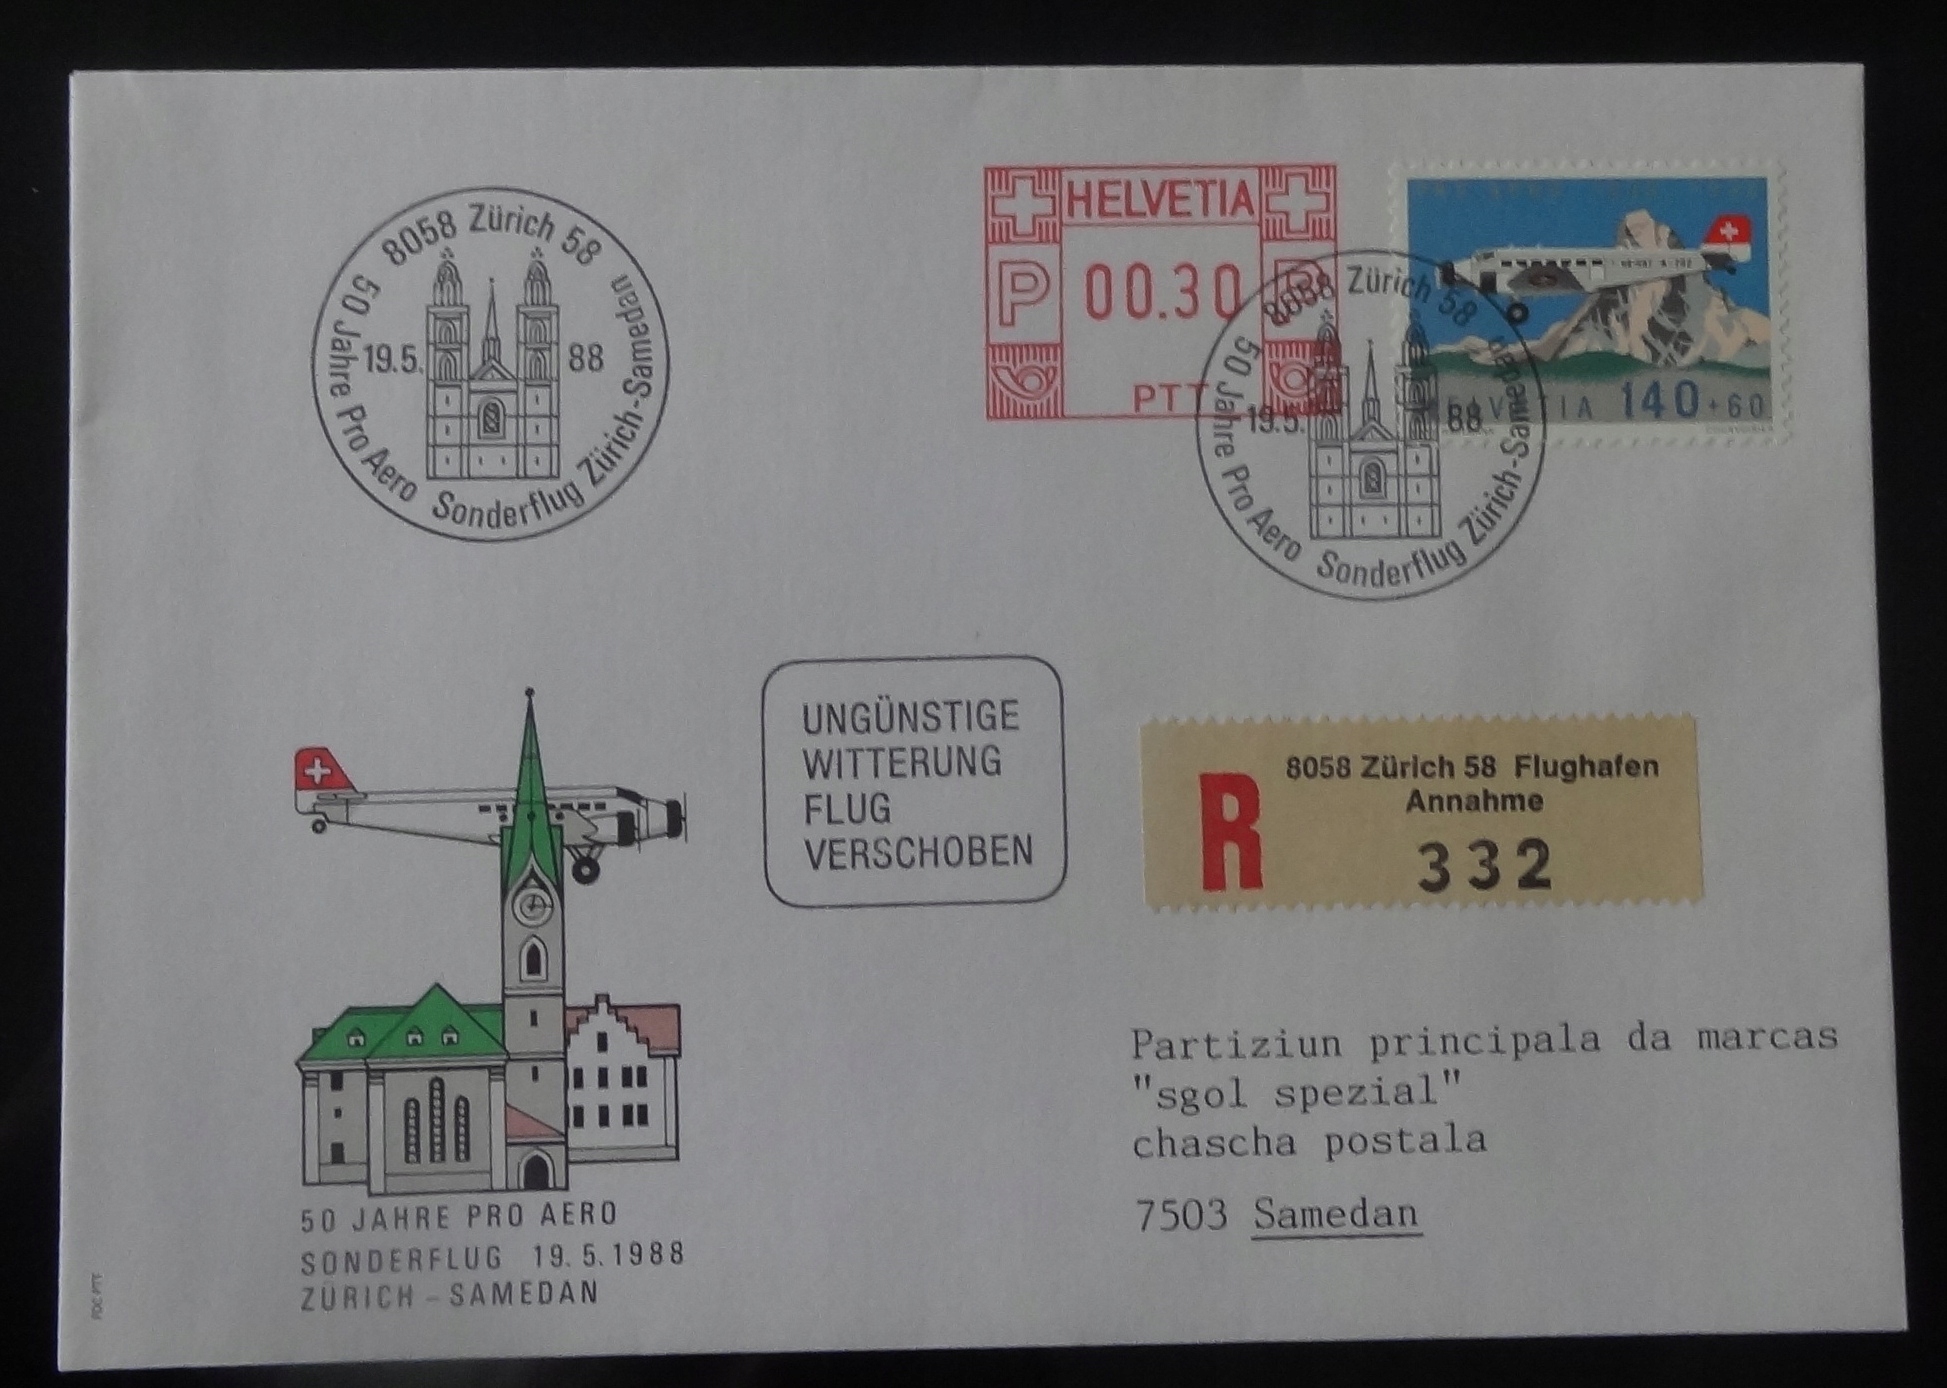 8058 Zürich 58
50 Jahre Pro Aero Sonderflug Zürich-Samedan
19.5. 88
HELVETIA
P 00.30 P
PTT
HELVETIA 140+60
8058 Zürich 58
50 Jahre Pro Aero Sonderflug Zürich-Samedan
19.5. 88
UNGÜNSTIGE
WITTERUNG
FLUG
VERSCHOBEN
R
8058 Zürich 58 Flughafen
Annahme
332
Partiziun principala da marcas
"sgol spezial"
chascha postala
7503 Samedan
50 JAHRE PRO AERO
SONDERFLUG 19.5.1988
ZÜRICH – SAMEDAN
FDC PTT